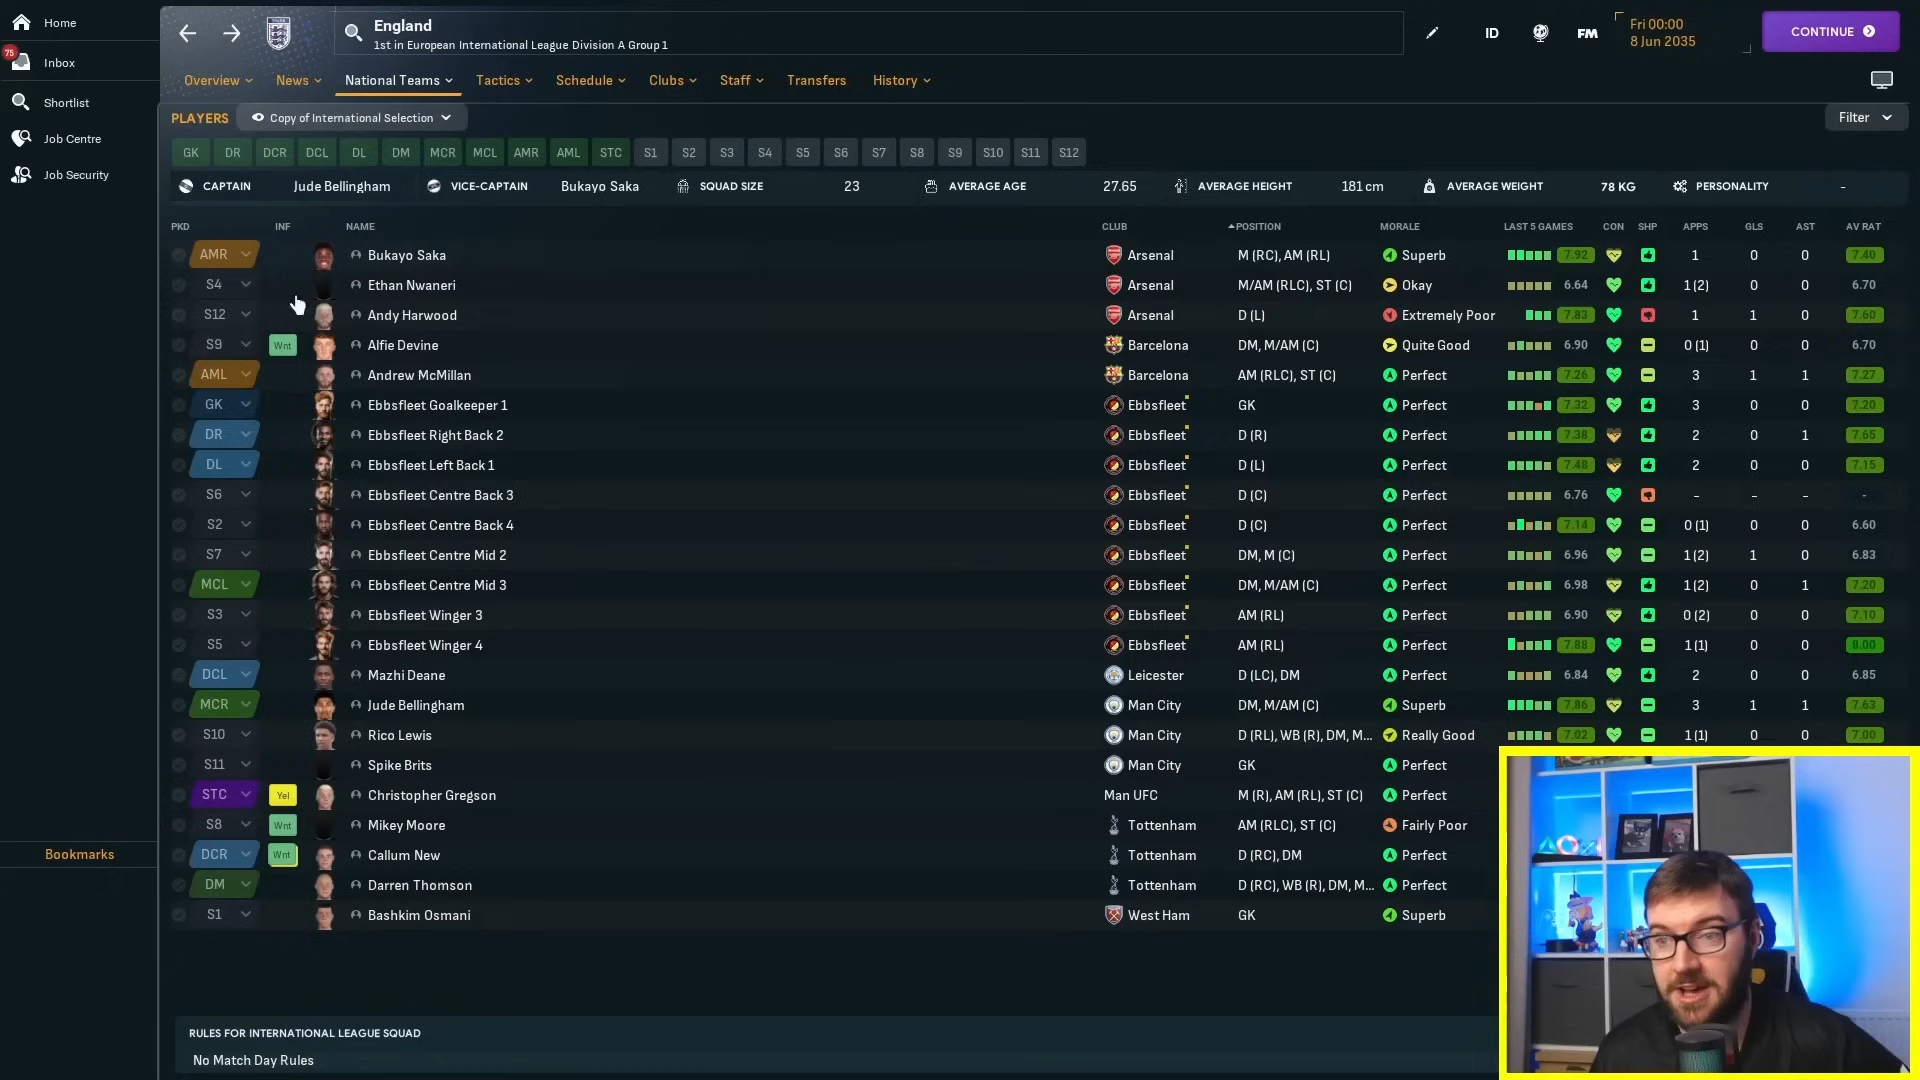 Home
75
Inbox
Shortlist
Job Centre
Job Security
Bookmarks
England
1st in European International League Division A Group 1
ID
FM
Fri 00:00
8 Jun 2035
CONTINUE
Overview News National Teams Tactics Schedule Clubs Staff Transfers History
PLAYERS Copy of International Selection Filter
GK DR DCR DCL DL DM MCR MCL AMR AML STC S1 S2 S3 S4 S5 S6 S7 S8 S9 S10 S11 S12
CAPTAIN Jude Bellingham VICE-CAPTAIN Bukayo Saka SQUAD SIZE 23 AVERAGE AGE 27.65 AVERAGE HEIGHT 181 cm AVERAGE WEIGHT 78 KG PERSONALITY -
PKD INF NAME CLUB POSITION MORALE LAST 5 GAMES CON SHP APPS GLS AST AV RAT
AMR Bukayo Saka Arsenal M (RC), AM (RL) Superb 7.92 1 0 0 7.40
S4 Ethan Nwaneri Arsenal M/AM (RLC), ST (C) Okay 6.64 1 (2) 0 0 6.70
S12 Andy Harwood Arsenal D (L) Extremely Poor 7.83 1 1 0 7.60
S9 Wnt Alfie Devine Barcelona DM, M/AM (C) Quite Good 6.90 0 (1) 0 0 6.70
AML Andrew McMillan Barcelona AM (RLC), ST (C) Perfect 7.26 3 1 1 7.27
GK Ebbsfleet Goalkeeper 1 Ebbsfleet GK Perfect 7.32 3 0 0 7.20
DR Ebbsfleet Right Back 2 Ebbsfleet D (R) Perfect 7.38 2 0 1 7.65
DL Ebbsfleet Left Back 1 Ebbsfleet D (L) Perfect 7.48 2 0 0 7.15
S6 Ebbsfleet Centre Back 3 Ebbsfleet D (C) Perfect 6.76 - - - -
S2 Ebbsfleet Centre Back 4 Ebbsfleet D (C) Perfect 7.14 0 (1) 0 0 6.60
S7 Ebbsfleet Centre Mid 2 Ebbsfleet DM, M (C) Perfect 6.96 1 (2) 1 0 6.83
MCL Ebbsfleet Centre Mid 3 Ebbsfleet DM, M/AM (C) Perfect 6.98 1 (2) 0 1 7.20
S3 Ebbsfleet Winger 3 Ebbsfleet AM (RL) Perfect 6.90 0 (2) 0 0 7.10
S5 Ebbsfleet Winger 4 Ebbsfleet AM (RL) Perfect 7.88 1 (1) 0 0 8.00
DCL Mazhi Deane Leicester D (LC), DM Perfect 6.84 2 0 0 6.85
MCR Jude Bellingham Man City DM, M/AM (C) Superb 7.86 3 1 1 7.63
S10 Rico Lewis Man City D (RL), WB (R), DM, M... Really Good 7.02 1 (1) 0 0 7.00
S11 Spike Brits Man City GK Perfect
STC Yel Christopher Gregson Man UFC M (R), AM (RL), ST (C) Perfect
S8 Wnt Mikey Moore Tottenham AM (RLC), ST (C) Fairly Poor
DCR Wnt Callum New Tottenham D (RC), DM Perfect
DM Darren Thomson Tottenham D (RC), WB (R), DM, M... Perfect
S1 Bashkim Osmani West Ham GK Superb
RULES FOR INTERNATIONAL LEAGUE SQUAD
No Match Day Rules